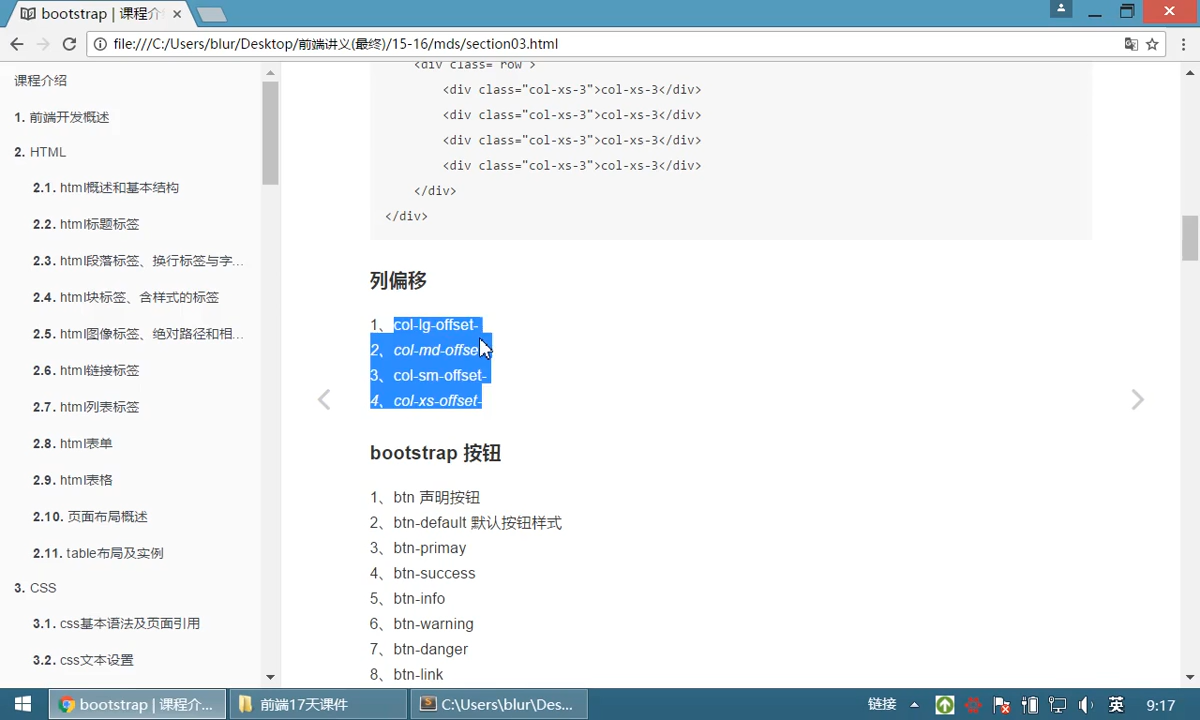 bootstrap | 课程介
file:///C:/Users/blur/Desktop/前端讲义(最终)/15-16/mds/section03.html
课程介绍
1. 前端开发概述
2. HTML
2.1. html概述和基本结构
2.2. html标题标签
2.3. html段落标签、换行标签与字...
2.4. html块标签、含样式的标签
2.5. html图像标签、绝对路径和相...
2.6. html链接标签
2.7. html列表标签
2.8. html表单
2.9. html表格
2.10. 页面布局概述
2.11. table布局及实例
3. CSS
3.1. css基本语法及页面引用
3.2. css文本设置
<div class="row">
<div class="col-xs-3">col-xs-3</div>
<div class="col-xs-3">col-xs-3</div>
<div class="col-xs-3">col-xs-3</div>
<div class="col-xs-3">col-xs-3</div>
</div>
</div>
列偏移
1、col-lg-offset-
2、col-md-offse
3、col-sm-offset-
4、col-xs-offset-
bootstrap 按钮
1、btn 声明按钮
2、btn-default 默认按钮样式
3、btn-primay
4、btn-success
5、btn-info
6、btn-warning
7、btn-danger
8、btn-link
bootstrap | 课程介...
前端17天课件
C:\Users\blur\Des...
链接
英
9:17